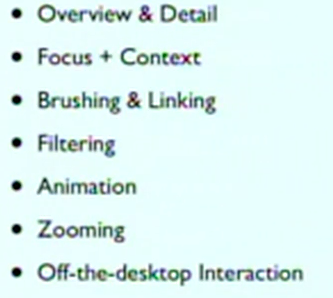 • Overview & Detail
• Focus + Context
• Brushing & Linking
• Filtering
• Animation
• Zooming
• Off-the-desktop Interaction